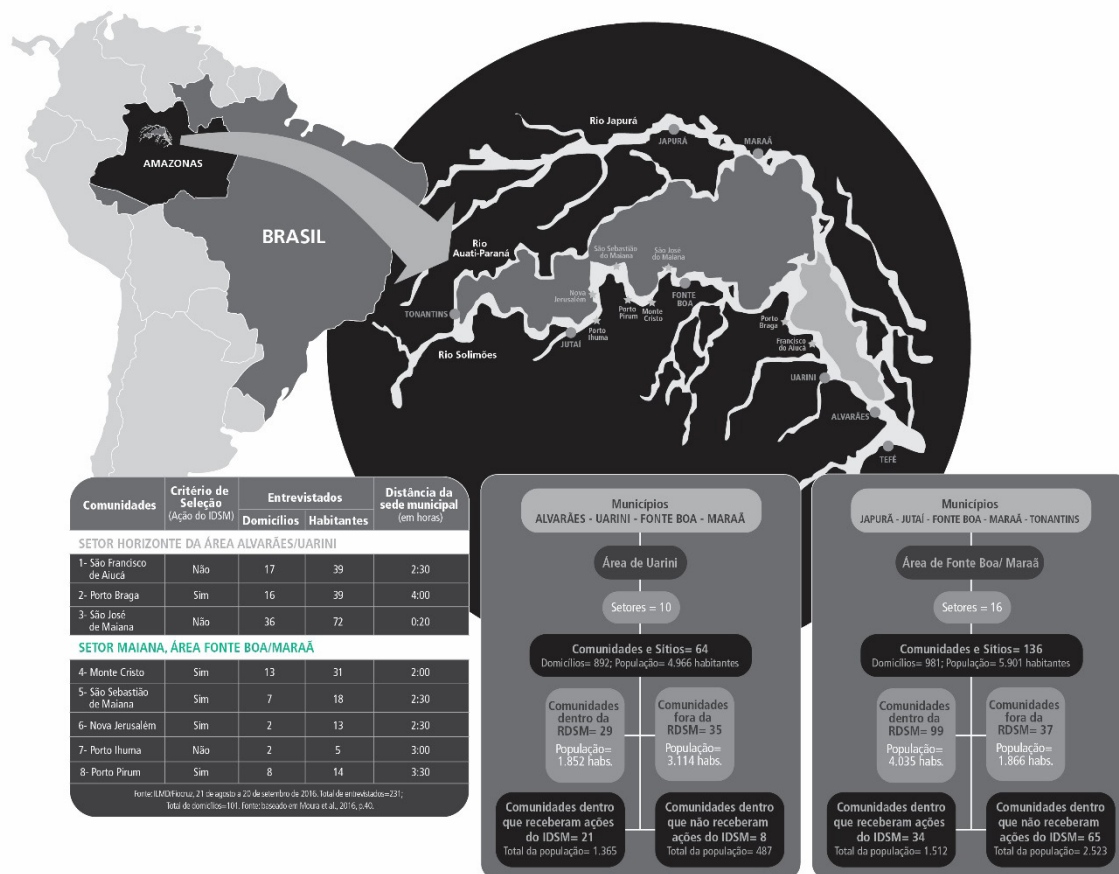 AMAZONAS
BRASIL
Rio Japurá
JAPURÁ
MARAÃ
Rio
Auati-Paraná
São Sebastião
do Maiana
São José
do Maiana
Nova
Jerusalém
FONTE
BOA
TONANTINS
Porto
Pirum
Monte
Cristo
Porto
Ihuma
JUTAÍ
Porto
Braga
Francisco
do Aiucá
Rio Solimões
UARINI
ALVARÃES
TEFÉ
Comunidades
Critério de
Seleção
(Ação do IDSM)
Entrevistados
Domicílios Habitantes
Distância da
sede municipal
(em horas)
SETOR HORIZONTE DA ÁREA ALVARÃES/UARINI
1- São Francisco
de Aiucá Não 17 39 2:30
2- Porto Braga Sim 16 39 4:00
3- São José
de Maiana Não 36 72 0:20
SETOR MAIANA, ÁREA FONTE BOA/MARAÃ
4- Monte Cristo Sim 13 31 2:00
5- São Sebastião
de Maiana Sim 7 18 2:30
6- Nova Jerusalém Sim 2 13 2:30
7- Porto Ihuma Não 2 5 3:00
8- Porto Pirum Sim 8 14 3:30
Fonte: ILMD/Fiocruz, 21 de agosto a 20 de setembro de 2016. Total de entrevistados=231;
Total de domicílios=101. Fonte: baseado em Moura et al., 2016, p.40.
Municípios
ALVARÃES - UARINI - FONTE BOA - MARAÃ
Área de Uarini
Setores = 10
Comunidades e Sítios= 64
Domicílios= 892; População= 4.966 habitantes
Comunidades
dentro da
RDSM= 29
População=
1.852 habs.
Comunidades
fora da
RDSM= 35
População=
3.114 habs.
Comunidades dentro
que receberam ações
do IDSM= 21
Total da população= 1.365
Comunidades dentro
que não receberam
ações do IDSM= 8
Total da população= 487
Municípios
JAPURÁ - JUTAÍ - FONTE BOA - MARAÃ - TONANTINS
Área de Fonte Boa/ Maraã
Setores = 16
Comunidades e Sítios= 136
Domicílios= 981; População= 5.901 habitantes
Comunidades
dentro da
RDSM= 99
População=
4.035 habs.
Comunidades
fora da
RDSM= 37
População=
1.866 habs.
Comunidades dentro
que receberam ações
do IDSM= 34
Total da população= 1.512
Comunidades dentro
que não receberam
ações do IDSM= 65
Total da população= 2.523